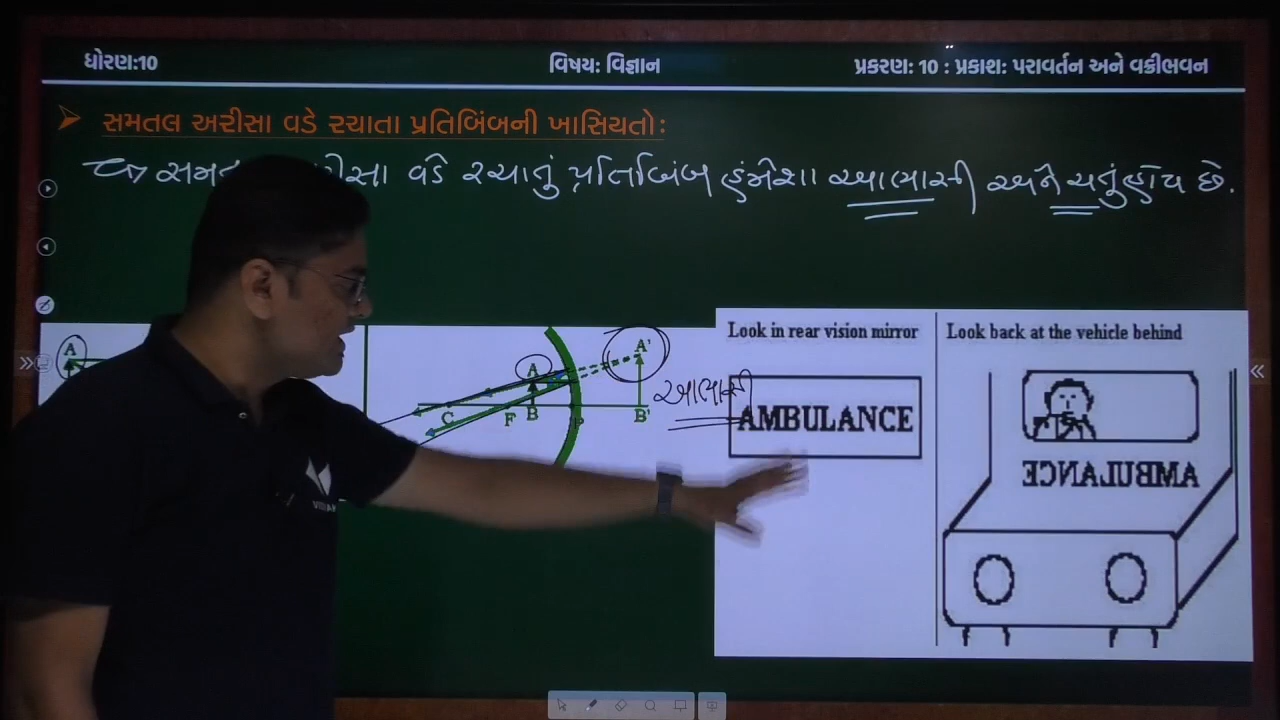 ધોરણ:10 વિષય: વિજ્ઞાન પ્રકરણ: 10 : પ્રકાશ: પરાવર્તન અને વક્રીભવન
➤ સમતલ અરીસા વડે રચાતા પ્રતિબિંબની ખાસિયતો:
વડે રચાતું પ્રતિબિંબ હંમેશા આભાસી અને ચતું હોય છે.
Look in rear vision mirror
Look back at the vehicle behind
A
A A'
આભાસી
C F B P B'
AMBULANCE
AMBULANCE